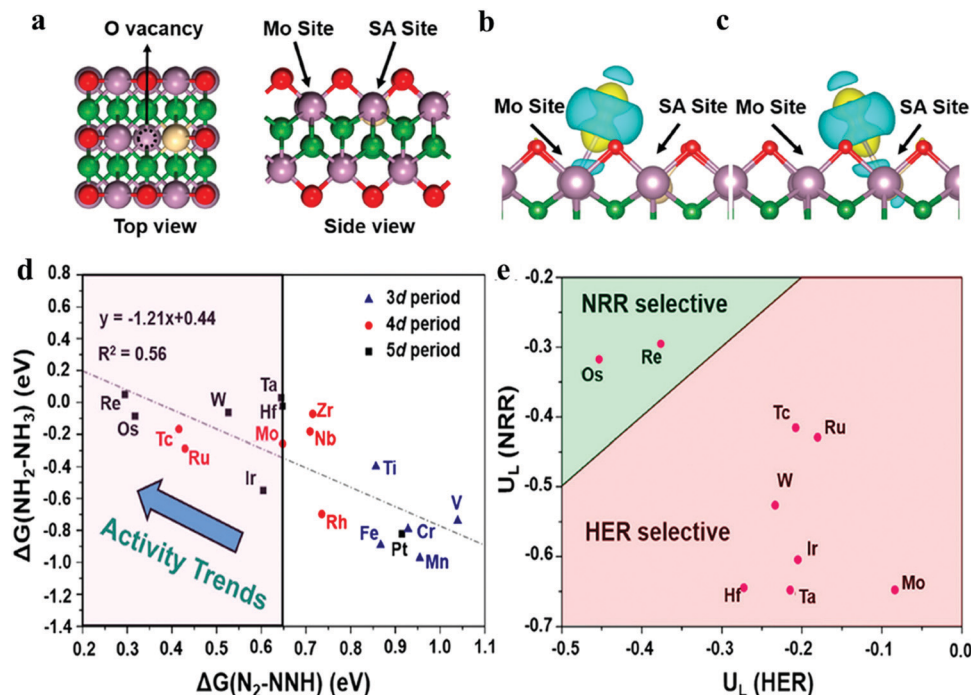 a
O vacancy
Top view
Mo Site
SA Site
Side view
b
Mo Site
SA Site
c
Mo Site
SA Site
d
ΔG(NH₂-NH₃) (eV)
0.8
0.6
0.4
0.2
0.0
-0.2
-0.4
-0.6
-0.8
-1.0
-1.2
-1.4
y = -1.21x+0.44
R² = 0.56
3d period
4d period
5d period
Re
Os
W
Ta
Hf
Zr
Nb
Mo
Tc
Ru
Ir
Ti
Rh
V
Fe
Cr
Pt
Mn
Activity Trends
0.2
0.3
0.4
0.5
0.6
0.7
0.8
0.9
1.0
1.1
ΔG(N₂-NNH) (eV)
e
U_L (NRR)
-0.2
-0.3
-0.4
-0.5
-0.6
-0.7
NRR selective
Os
Re
Tc
Ru
W
HER selective
Ir
Hf
Ta
Mo
-0.5
-0.4
-0.3
-0.2
-0.1
0.0
U_L (HER)